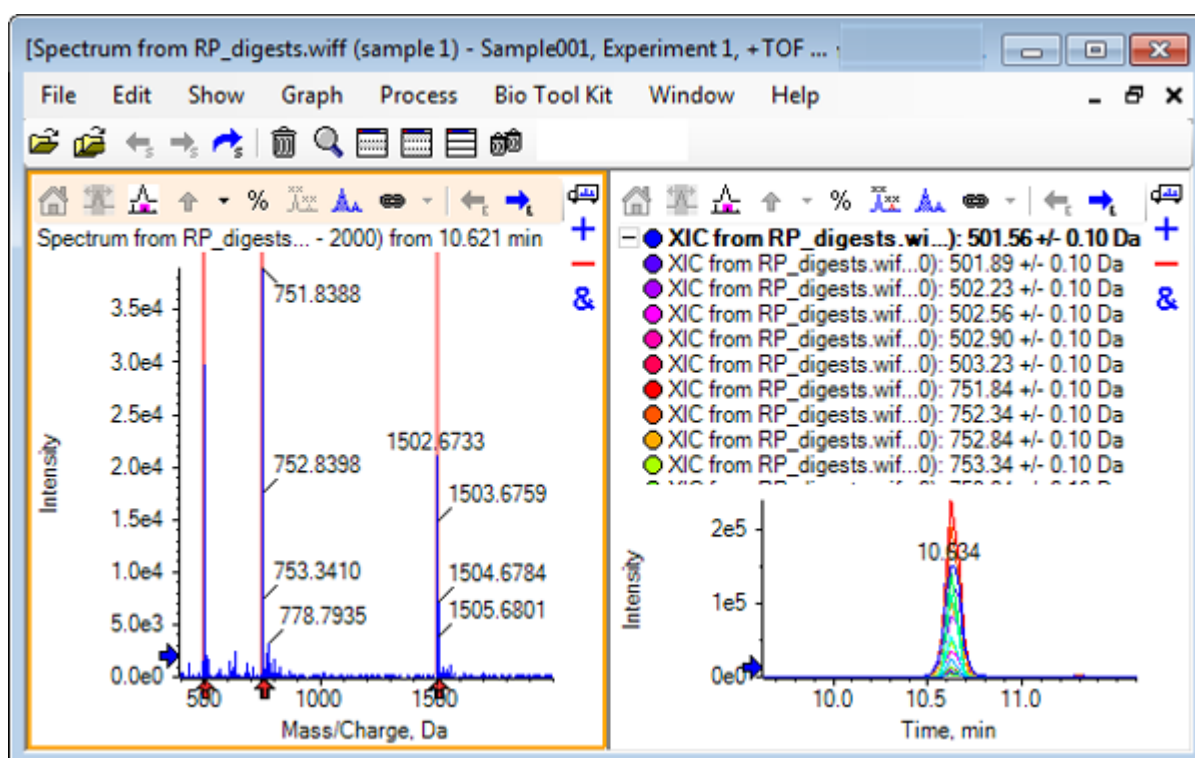 [Spectrum from RP_digests.wiff (sample 1) - Sample001, Experiment 1, +TOF ...
File Edit Show Graph Process Bio Tool Kit Window Help
Spectrum from RP_digests... - 2000) from 10.621 min
751.8388
3.5e4
3.0e4
2.5e4
1502.6733
2.0e4
752.8398
1503.6759
1.5e4
1.0e4
753.3410
1504.6784
778.7935
1505.6801
5.0e3
0.0e0
500 1000 1500
Intensity
Mass/Charge, Da
XIC from RP_digests.wi...): 501.56 +/- 0.10 Da
XIC from RP_digests.wif...0): 501.89 +/- 0.10 Da
XIC from RP_digests.wif...0): 502.23 +/- 0.10 Da
XIC from RP_digests.wif...0): 502.56 +/- 0.10 Da
XIC from RP_digests.wif...0): 502.90 +/- 0.10 Da
XIC from RP_digests.wif...0): 503.23 +/- 0.10 Da
XIC from RP_digests.wif...0): 751.84 +/- 0.10 Da
XIC from RP_digests.wif...0): 752.34 +/- 0.10 Da
XIC from RP_digests.wif...0): 752.84 +/- 0.10 Da
XIC from RP_digests.wif...0): 753.34 +/- 0.10 Da
2e5
10.634
1e5
0e0
10.0 10.5 11.0
Intensity
Time, min